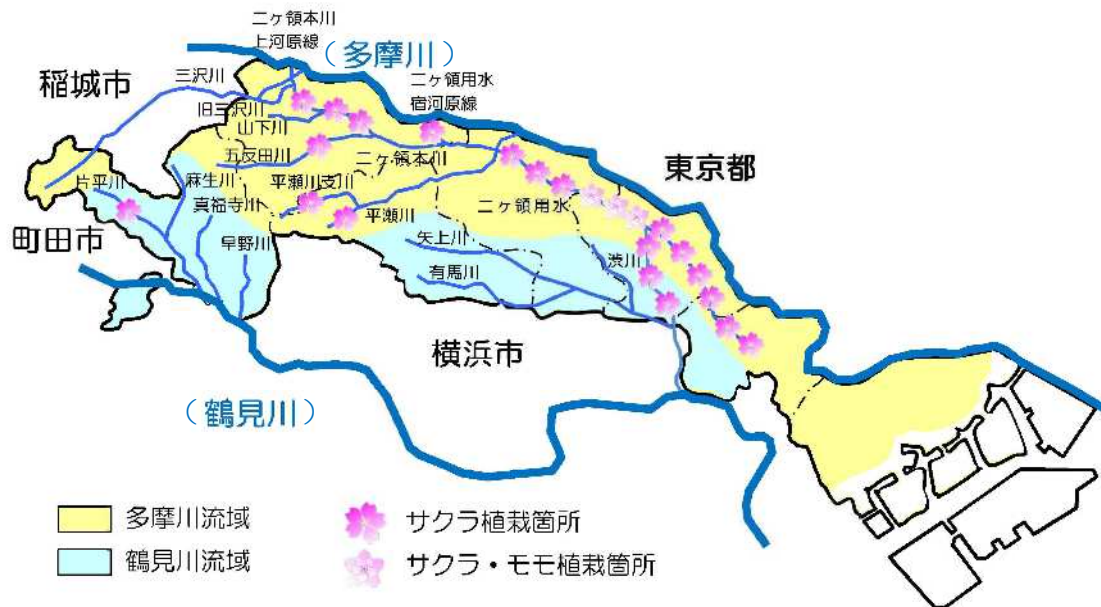 二ヶ領本川
上河原線
（多摩川）
三沢川
二ヶ領用水
宿河原線
稲城市
旧三沢川
山下川
五反田川
二ヶ領本川
東京都
片平川
麻生川
平瀬川支川
真福寺川
平瀬川
二ヶ領用水
町田市
早野川
矢上川
渋川
有馬川
横浜市
（鶴見川）
多摩川流域
サクラ植栽箇所
鶴見川流域
サクラ・モモ植栽箇所